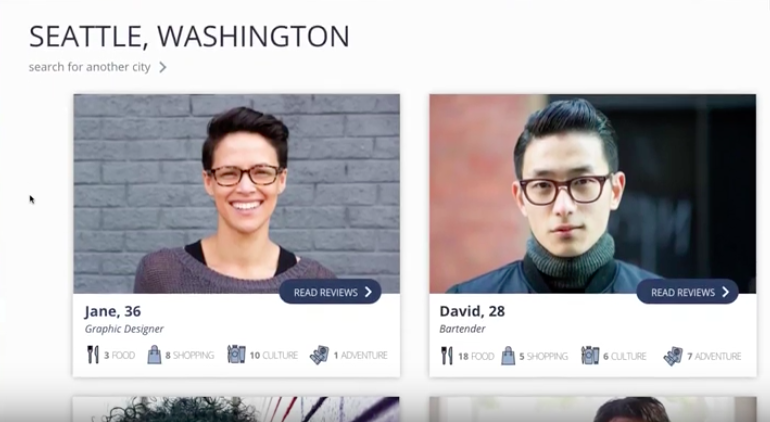 SEATTLE, WASHINGTON
search for another city
READ REVIEWS
Jane, 36
Graphic Designer
3 FOOD 8 SHOPPING 10 CULTURE 1 ADVENTURE
READ REVIEWS
David, 28
Bartender
18 FOOD 5 SHOPPING 6 CULTURE 7 ADVENTURE